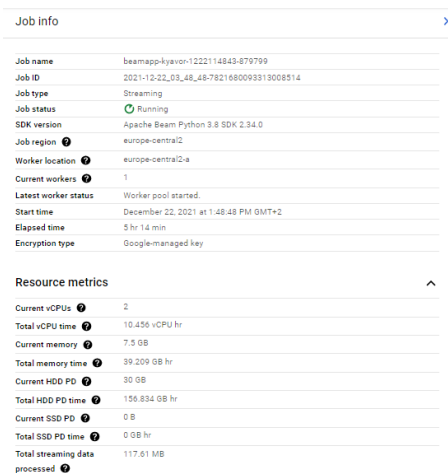 Job info
Job name beamapp-kyavor-1222114843-879799
Job ID 2021-12-22_03_48_48-7821680093313008514
Job type Streaming
Job status Running
SDK version Apache Beam Python 3.8 SDK 2.34.0
Job region ? europe-central2
Worker location ? europe-central2-a
Current workers ? 1
Latest worker status Worker pool started.
Start time December 22, 2021 at 1:48:48 PM GMT+2
Elapsed time 5 hr 14 min
Encryption type Google-managed key
Resource metrics
Current vCPUs ? 2
Total vCPU time ? 10.456 vCPU hr
Current memory ? 7.5 GB
Total memory time ? 39.209 GB hr
Current HDD PD ? 30 GB
Total HDD PD time ? 156.834 GB hr
Current SSD PD ? 0 B
Total SSD PD time ? 0 GB hr
Total streaming data 117.61 MB
processed ?